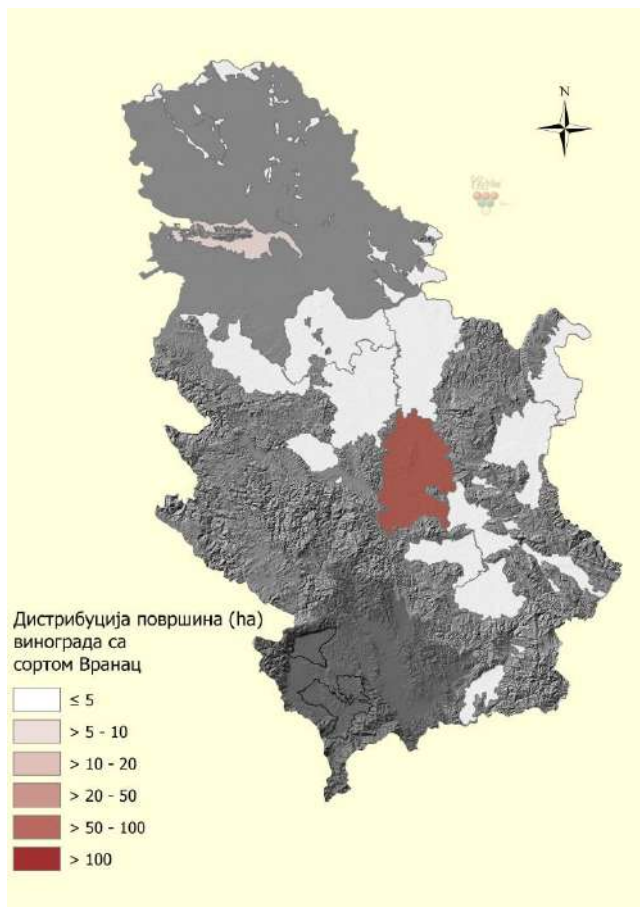 N
Дистрибуција површина (ha)
винограда са
сортом Вранац
≤ 5
> 5 - 10
> 10 - 20
> 20 - 50
> 50 - 100
> 100